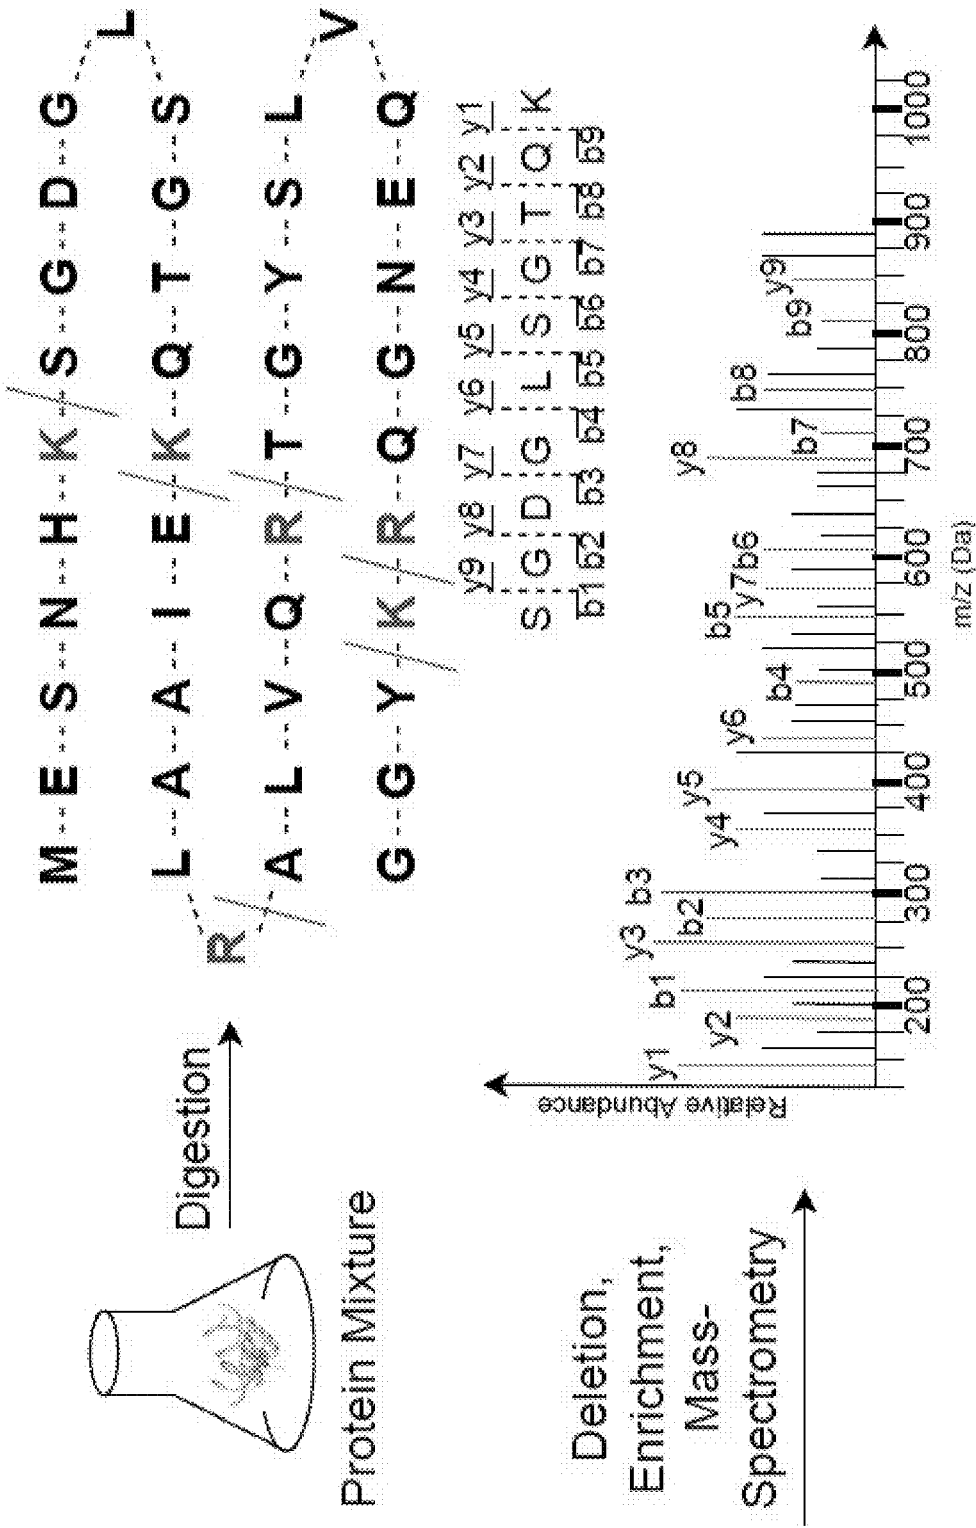 Protein Mixture
Digestion
M E S N H K S G D G
L
L A A I E K Q T G S
R
A L V Q R T G Y S L
V
G G Y K R Q G N E Q
y9 y8 y7 y6 y5 y4 y3 y2 y1
S G D G L S G T Q K
b1 b2 b3 b4 b5 b6 b7 b8 b9
Deletion,
Enrichment,
Mass-
Spectrometry
Relative Abundance
y1 y2 b1 y3 b2 b3 y4 y5 y6 b4 b5 y7 b6 y8 b7 b8 b9 y9
200 300 400 500 600 700 800 900 1000
m/z (Da)